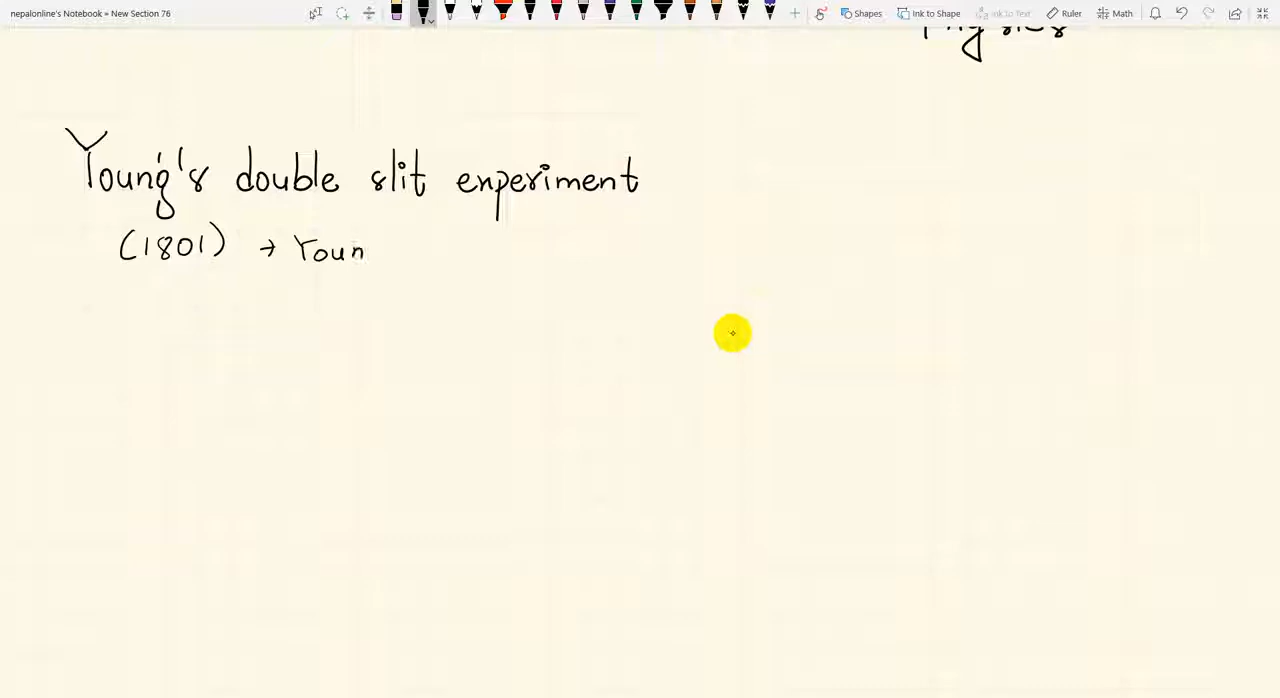 nepalonline's Notebook » New Section 76
Shapes
Ink to Shape
Ink to Text
Ruler
Math
Physics
Young's double slit experiment
(1801) → Youn